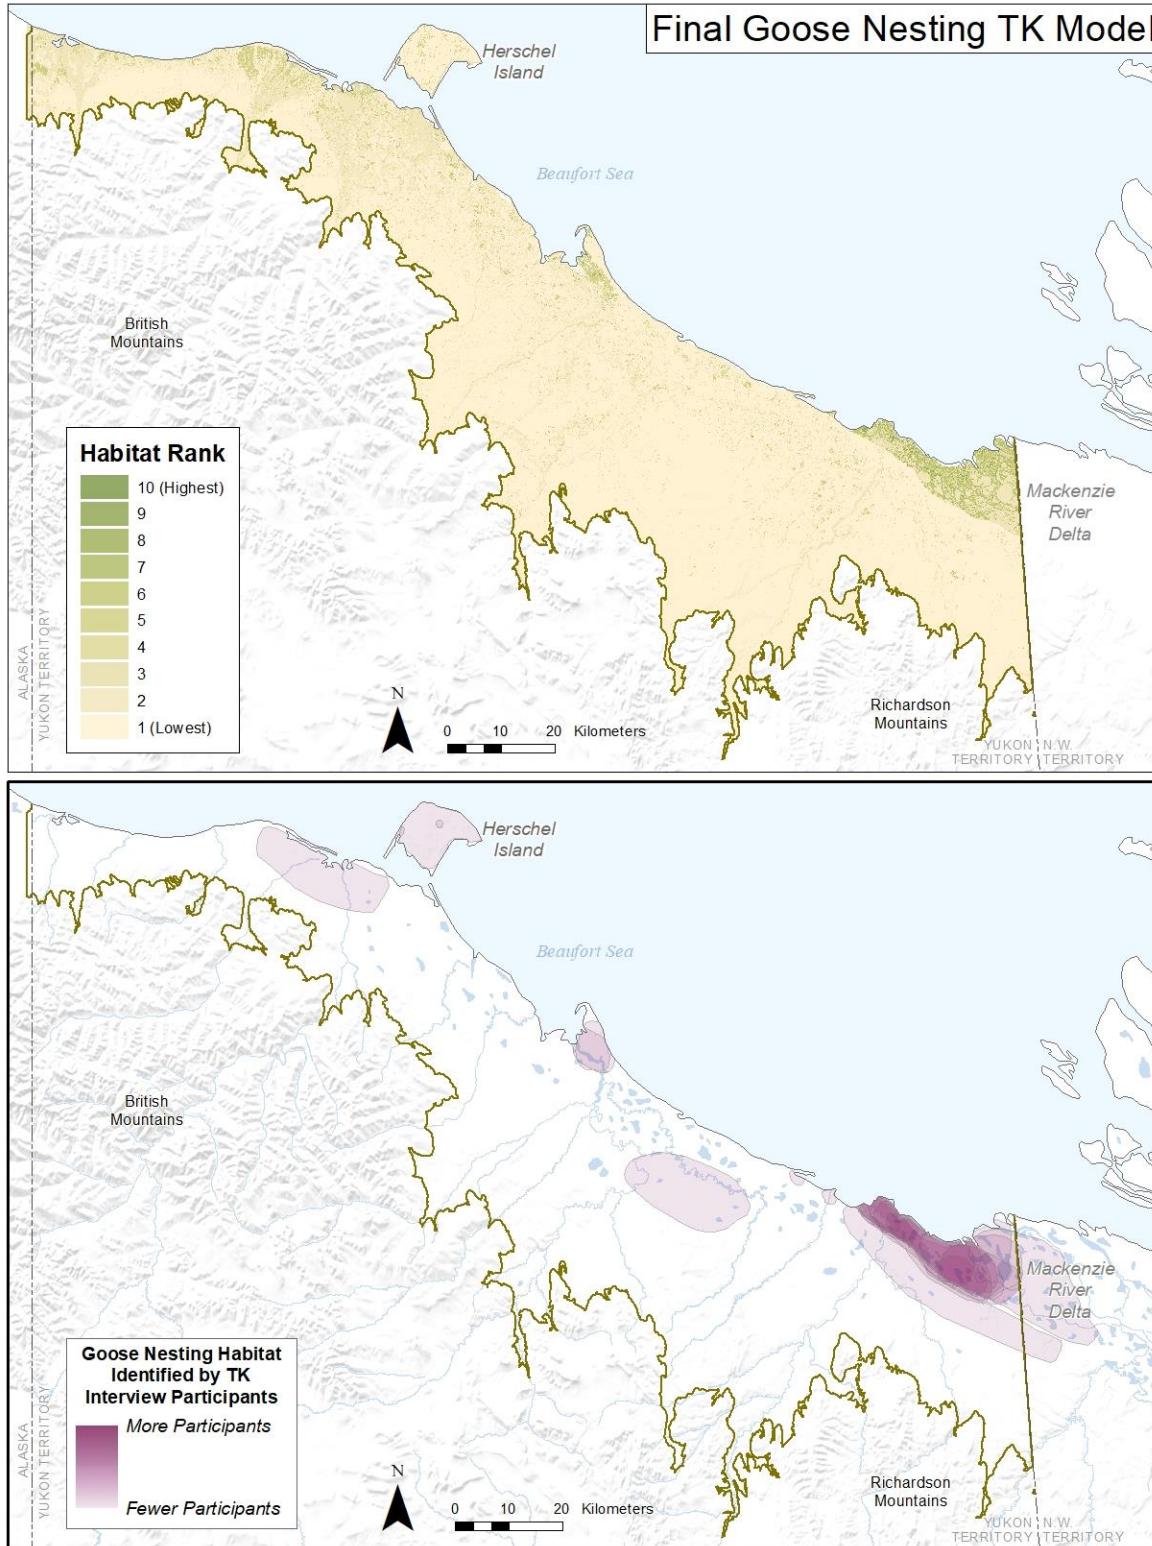 Final Goose Nesting TK Model
Herschel
Island
Beaufort Sea
British
Mountains
Habitat Rank
10 (Highest)
9
8
7
6
5
4
3
2
1 (Lowest)
Mackenzie
River
Delta
ALASKA
YUKON TERRITORY
N
0 10 20 Kilometers
Richardson
Mountains
YUKON N.W.
TERRITORY TERRITORY
Herschel
Island
Beaufort Sea
British
Mountains
Mackenzie
River
Delta
Goose Nesting Habitat
Identified by TK
Interview Participants
More Participants
Fewer Participants
ALASKA
YUKON TERRITORY
N
0 10 20 Kilometers
Richardson
Mountains
YUKON N.W.
TERRITORY TERRITORY